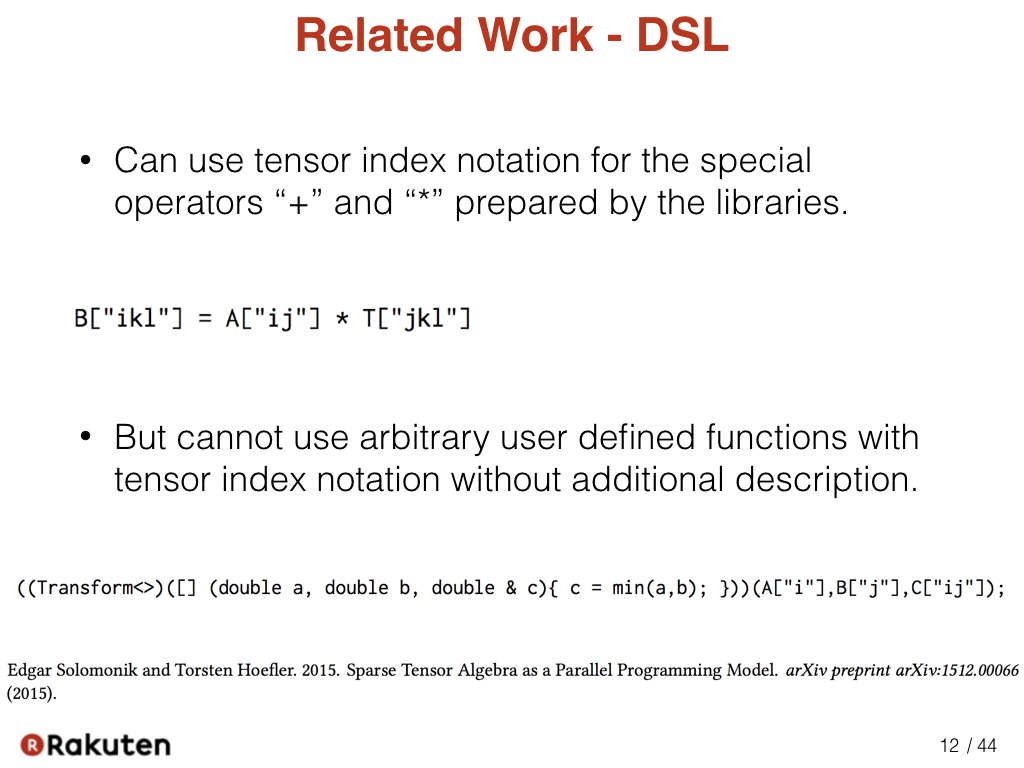 Related Work - DSL
• Can use tensor index notation for the special
operators “+” and “*” prepared by the libraries.
B["ikl"] = A["ij"] * T["jkl"]
• But cannot use arbitrary user defined functions with
tensor index notation without additional description.
((Transform<>)([] (double a, double b, double & c){ c = min(a,b); }))(A["i"],B["j"],C["ij"]);
Edgar Solomonik and Torsten Hoefler. 2015. Sparse Tensor Algebra as a Parallel Programming Model. arXiv preprint arXiv:1512.00066
(2015).
R Rakuten
12 / 44